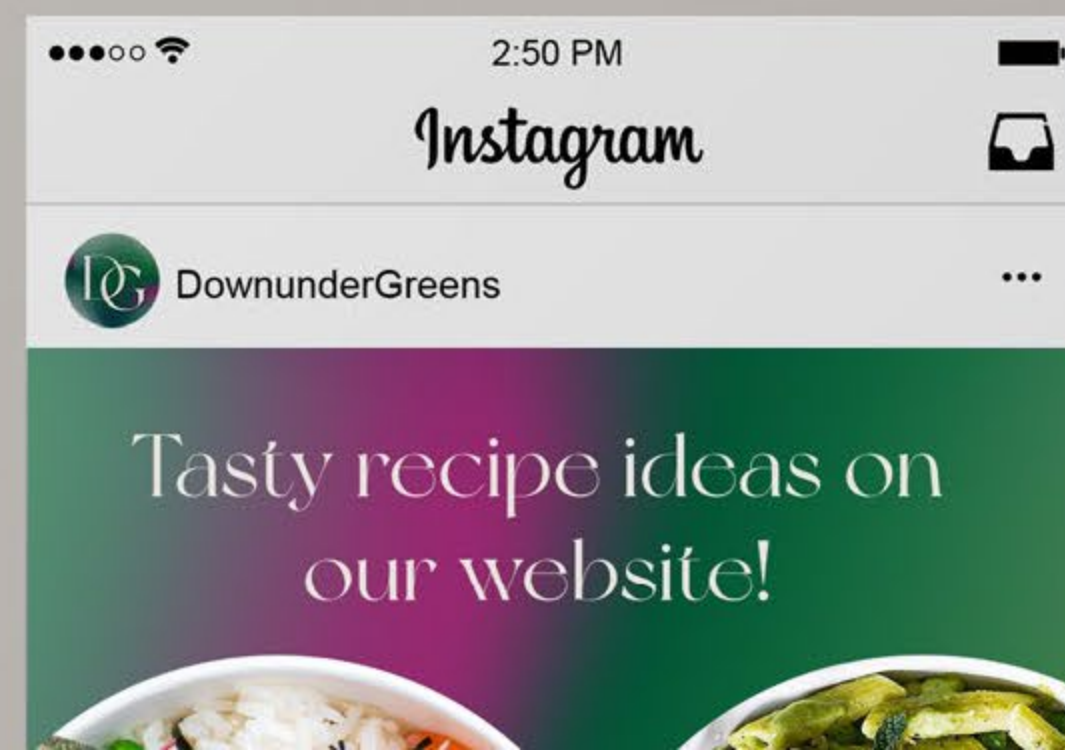 2:50 PM
Instagram
DG
DownunderGreens
Tasty recipe ideas on
our website!